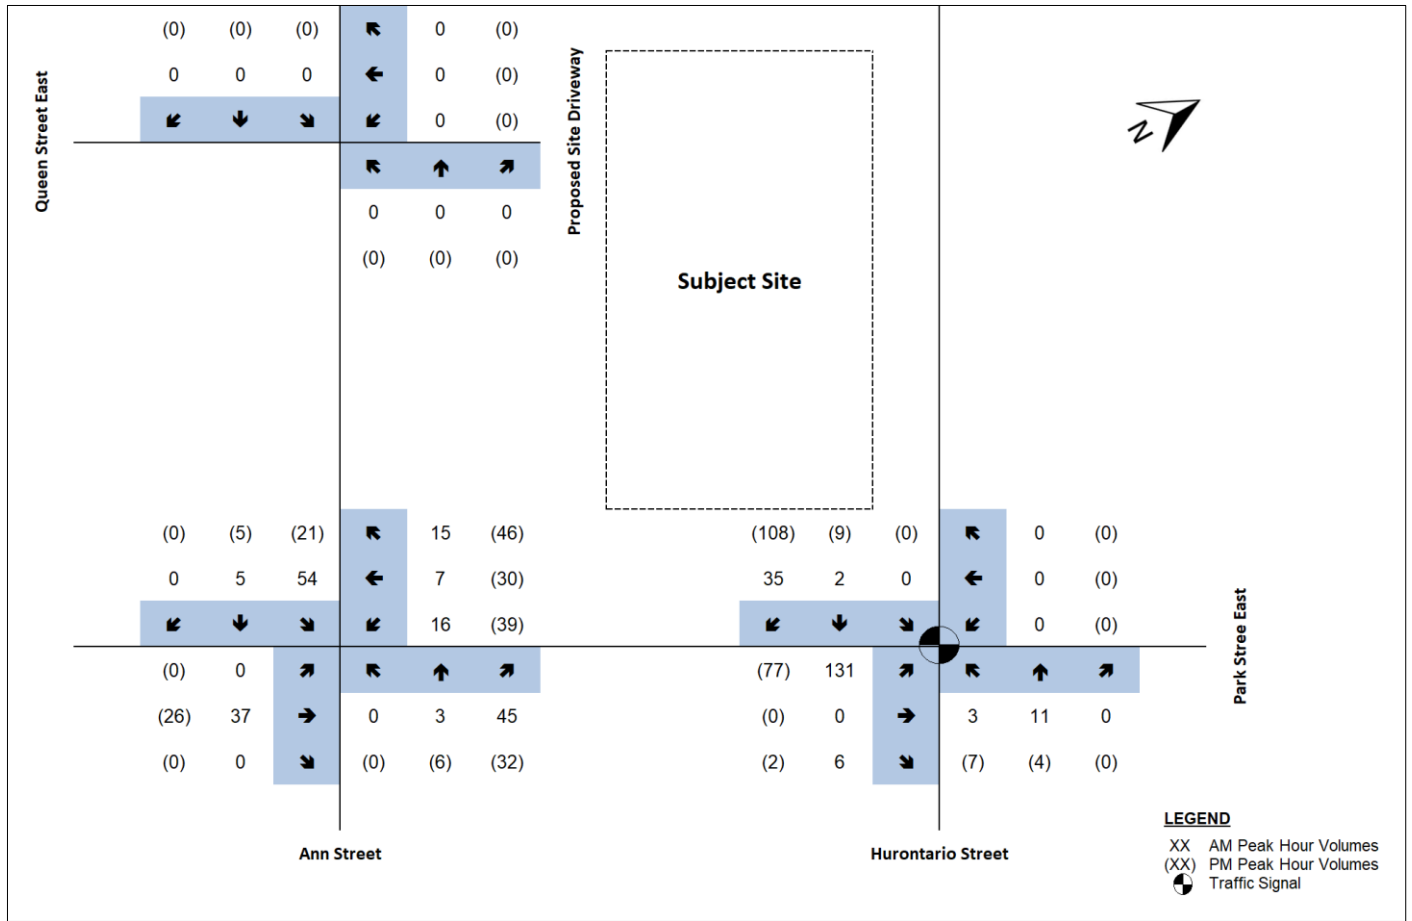 (0) (0) (0) 0 (0)
0 0 0 0 (0)
0 (0)
0 0 0
(0) (0) (0)
Queen Street East
Proposed Site Driveway
Subject Site
N
(0) (5) (21) 15 (46)
0 5 54 7 (30)
16 (39)
(0) 0
(26) 37 0 3 45
(0) 0 (0) (6) (32)
(108) (9) (0) 0 (0)
35 2 0 0 (0)
0 (0)
(77) 131
(0) 0 3 11 0
(2) 6 (7) (4) (0)
Park Stree East
Ann Street
Hurontario Street
LEGEND
XX AM Peak Hour Volumes
(XX) PM Peak Hour Volumes
Traffic Signal